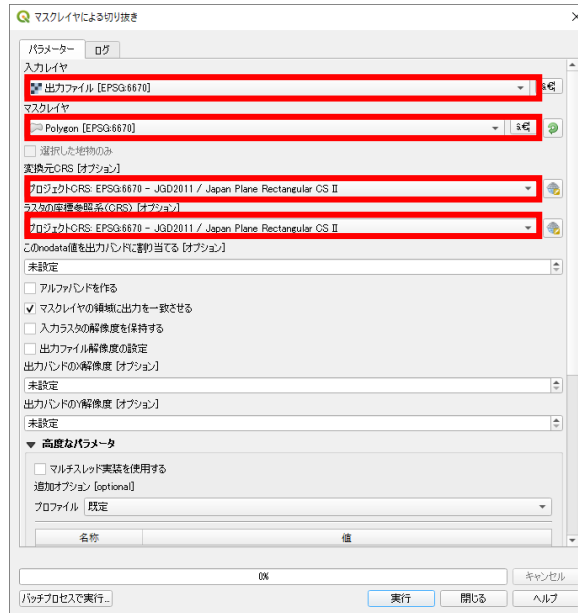 マスクレイヤによる切り抜き
パラメーター ログ
入力レイヤ
出力ファイル [EPSG:6670]
マスクレイヤ
Polygon [EPSG:6670]
選択した地物のみ
変換元CRS [オプション]
プロジェクトCRS: EPSG:6670 - JGD2011 / Japan Plane Rectangular CS II
ラスタの座標参照系(CRS) [オプション]
プロジェクトCRS: EPSG:6670 - JGD2011 / Japan Plane Rectangular CS II
このnodata値を出力バンドに割り当てる [オプション]
未設定
アルファバンドを作る
マスクレイヤの領域に出力を一致させる
入力ラスタの解像度を保持する
出力ファイル解像度の設定
出力バンドのX解像度 [オプション]
未設定
出力バンドのY解像度 [オプション]
未設定
高度なパラメータ
マルチスレッド実装を使用する
追加オプション [optional]
プロファイル 既定
名称 値
0%
キャンセル
バッチプロセスで実行...
実行 閉じる ヘルプ